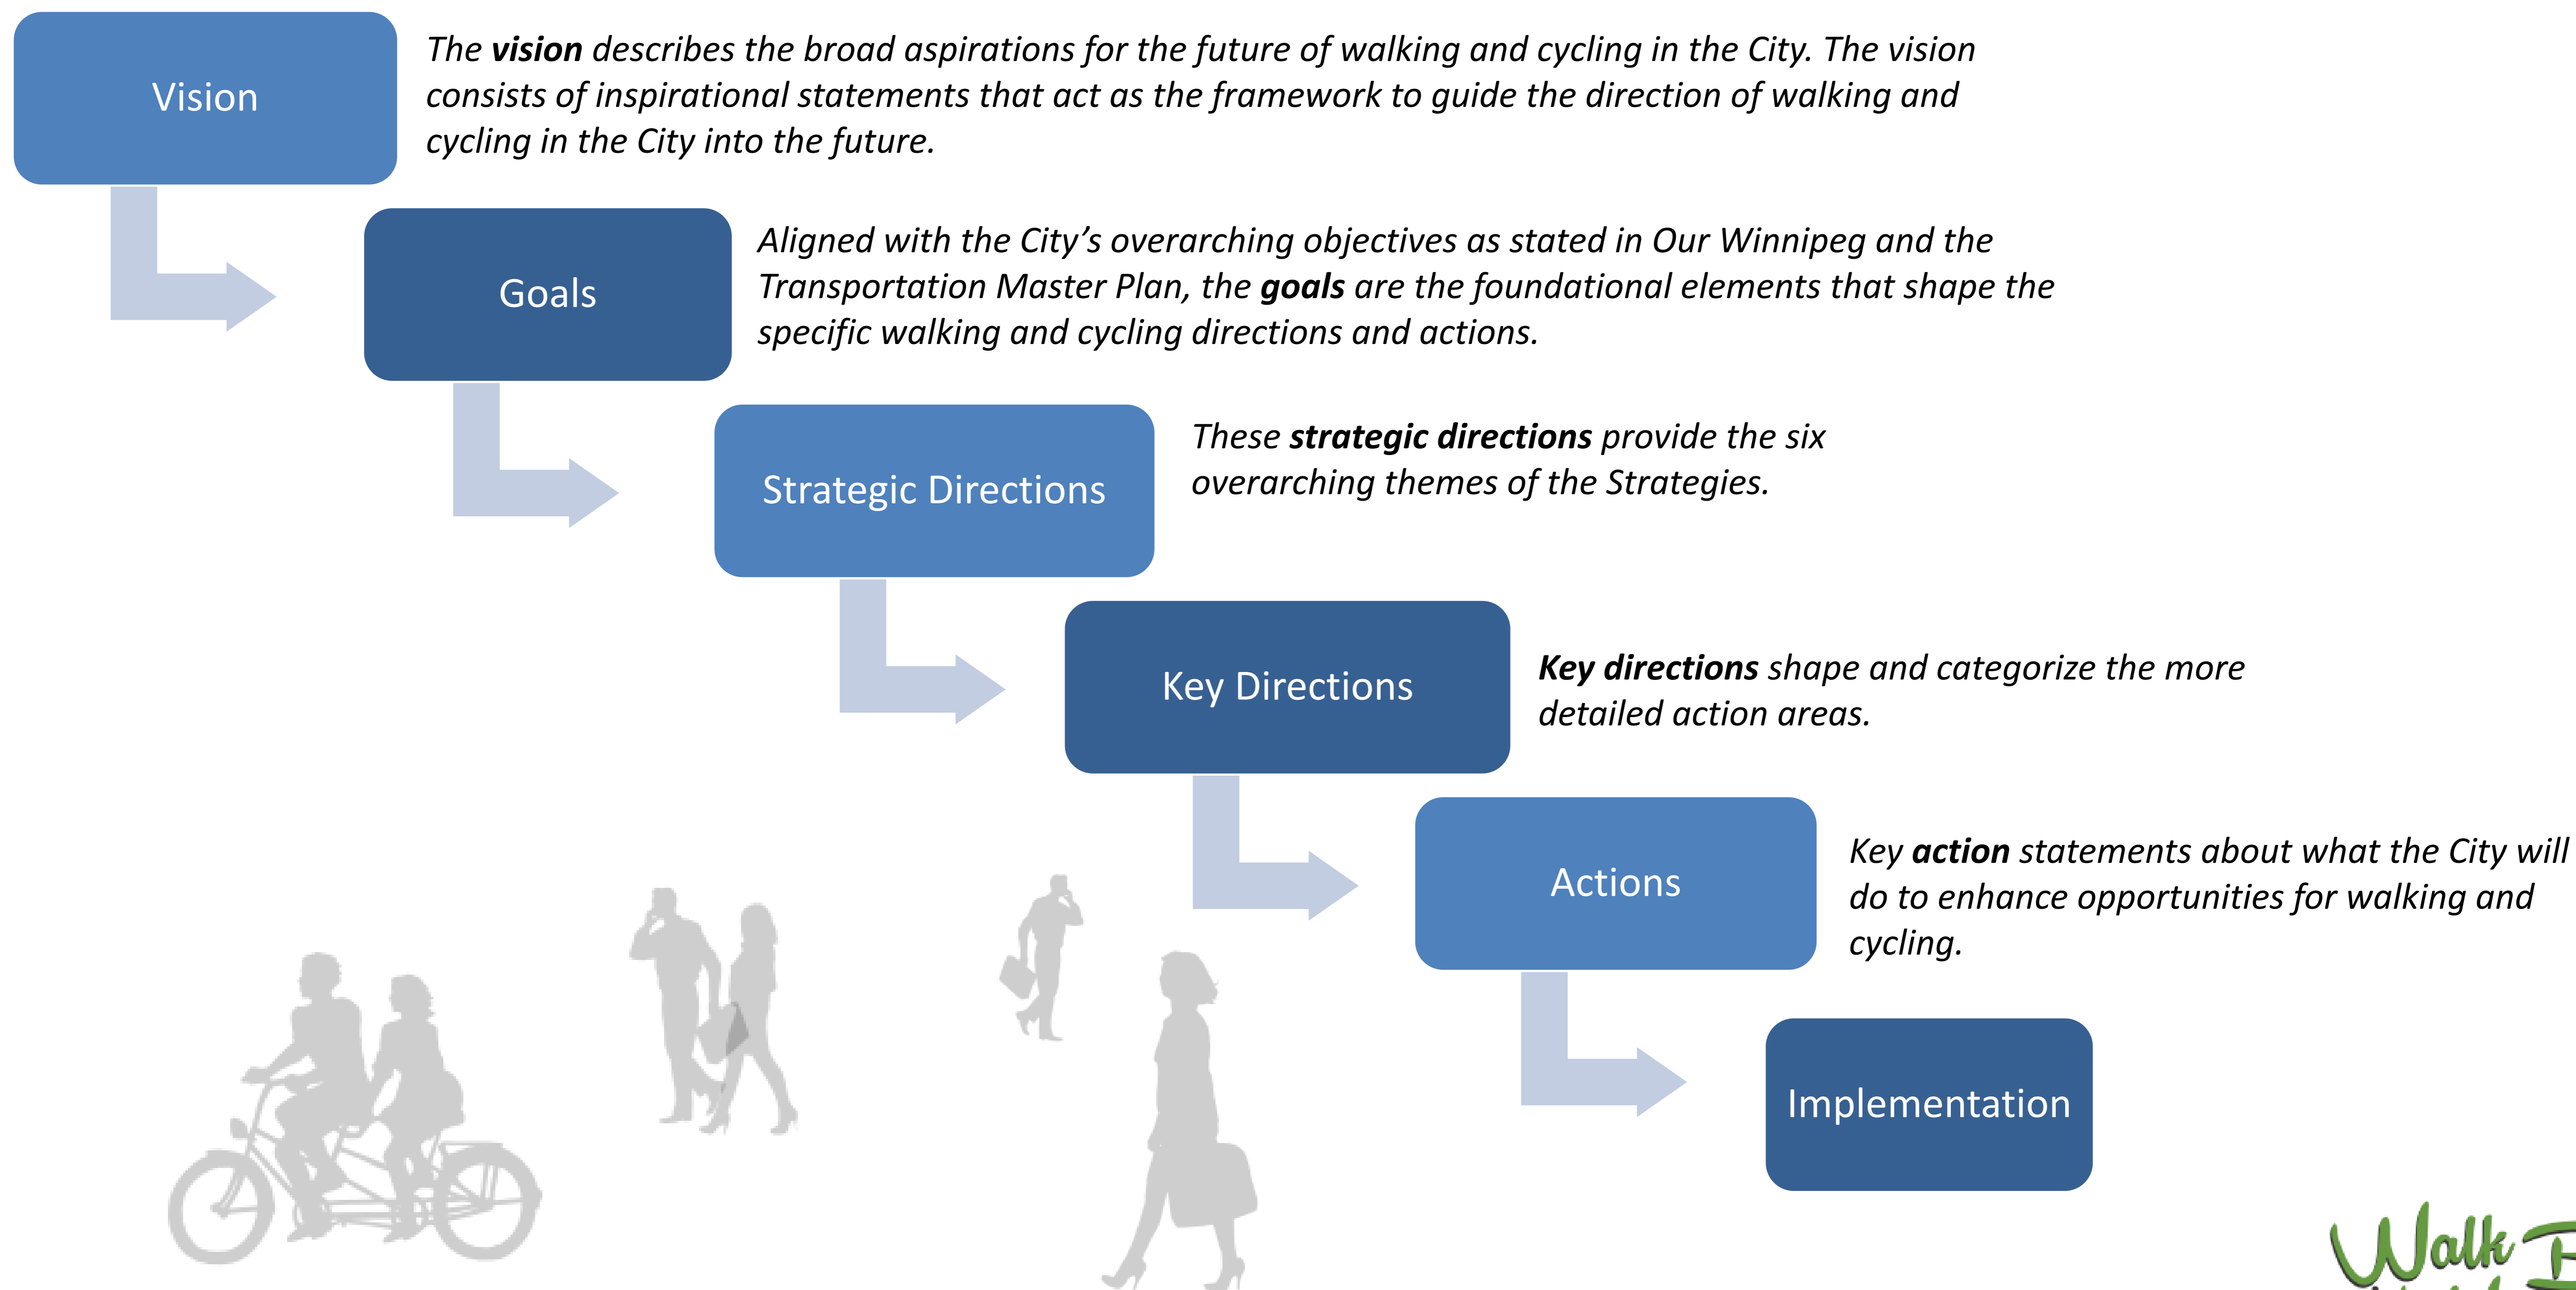 Vision
The vision describes the broad aspirations for the future of walking and cycling in the City. The vision
consists of inspirational statements that act as the framework to guide the direction of walking and
cycling in the City into the future.
Goals
Aligned with the City’s overarching objectives as stated in Our Winnipeg and the
Transportation Master Plan, the goals are the foundational elements that shape the
specific walking and cycling directions and actions.
Strategic Directions
These strategic directions provide the six
overarching themes of the Strategies.
Key Directions
Key directions shape and categorize the more
detailed action areas.
Actions
Key action statements about what the City will
do to enhance opportunities for walking and
cycling.
Implementation
Walk